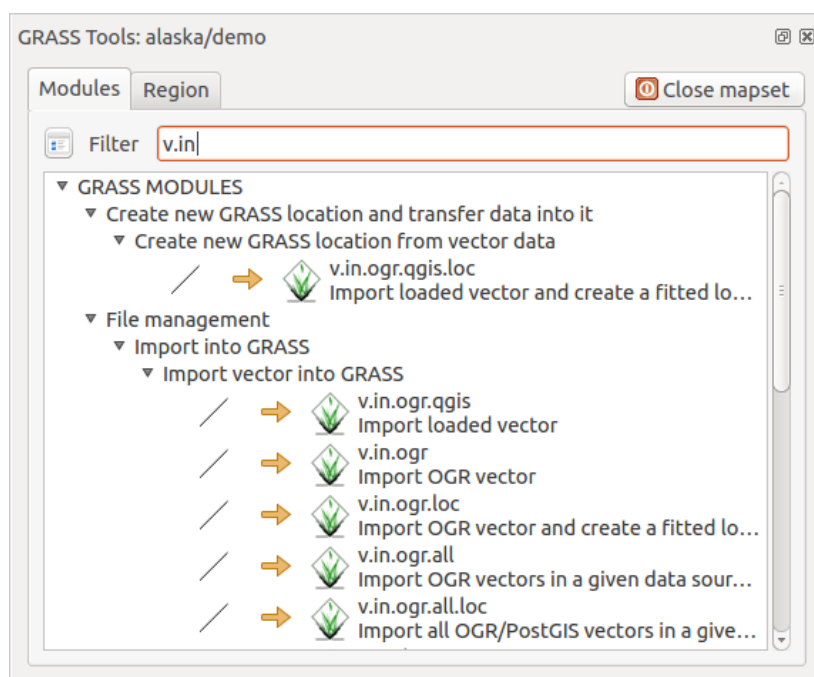 GRASS Tools: alaska/demo
Modules
Region
Close mapset
Filter
v.in
GRASS MODULES
Create new GRASS location and transfer data into it
Create new GRASS location from vector data
v.in.ogr.qgis.loc
Import loaded vector and create a fitted lo...
File management
Import into GRASS
Import vector into GRASS
v.in.ogr.qgis
Import loaded vector
v.in.ogr
Import OGR vector
v.in.ogr.loc
Import OGR vector and create a fitted lo...
v.in.ogr.all
Import OGR vectors in a given data sour...
v.in.ogr.all.loc
Import all OGR/PostGIS vectors in a give...